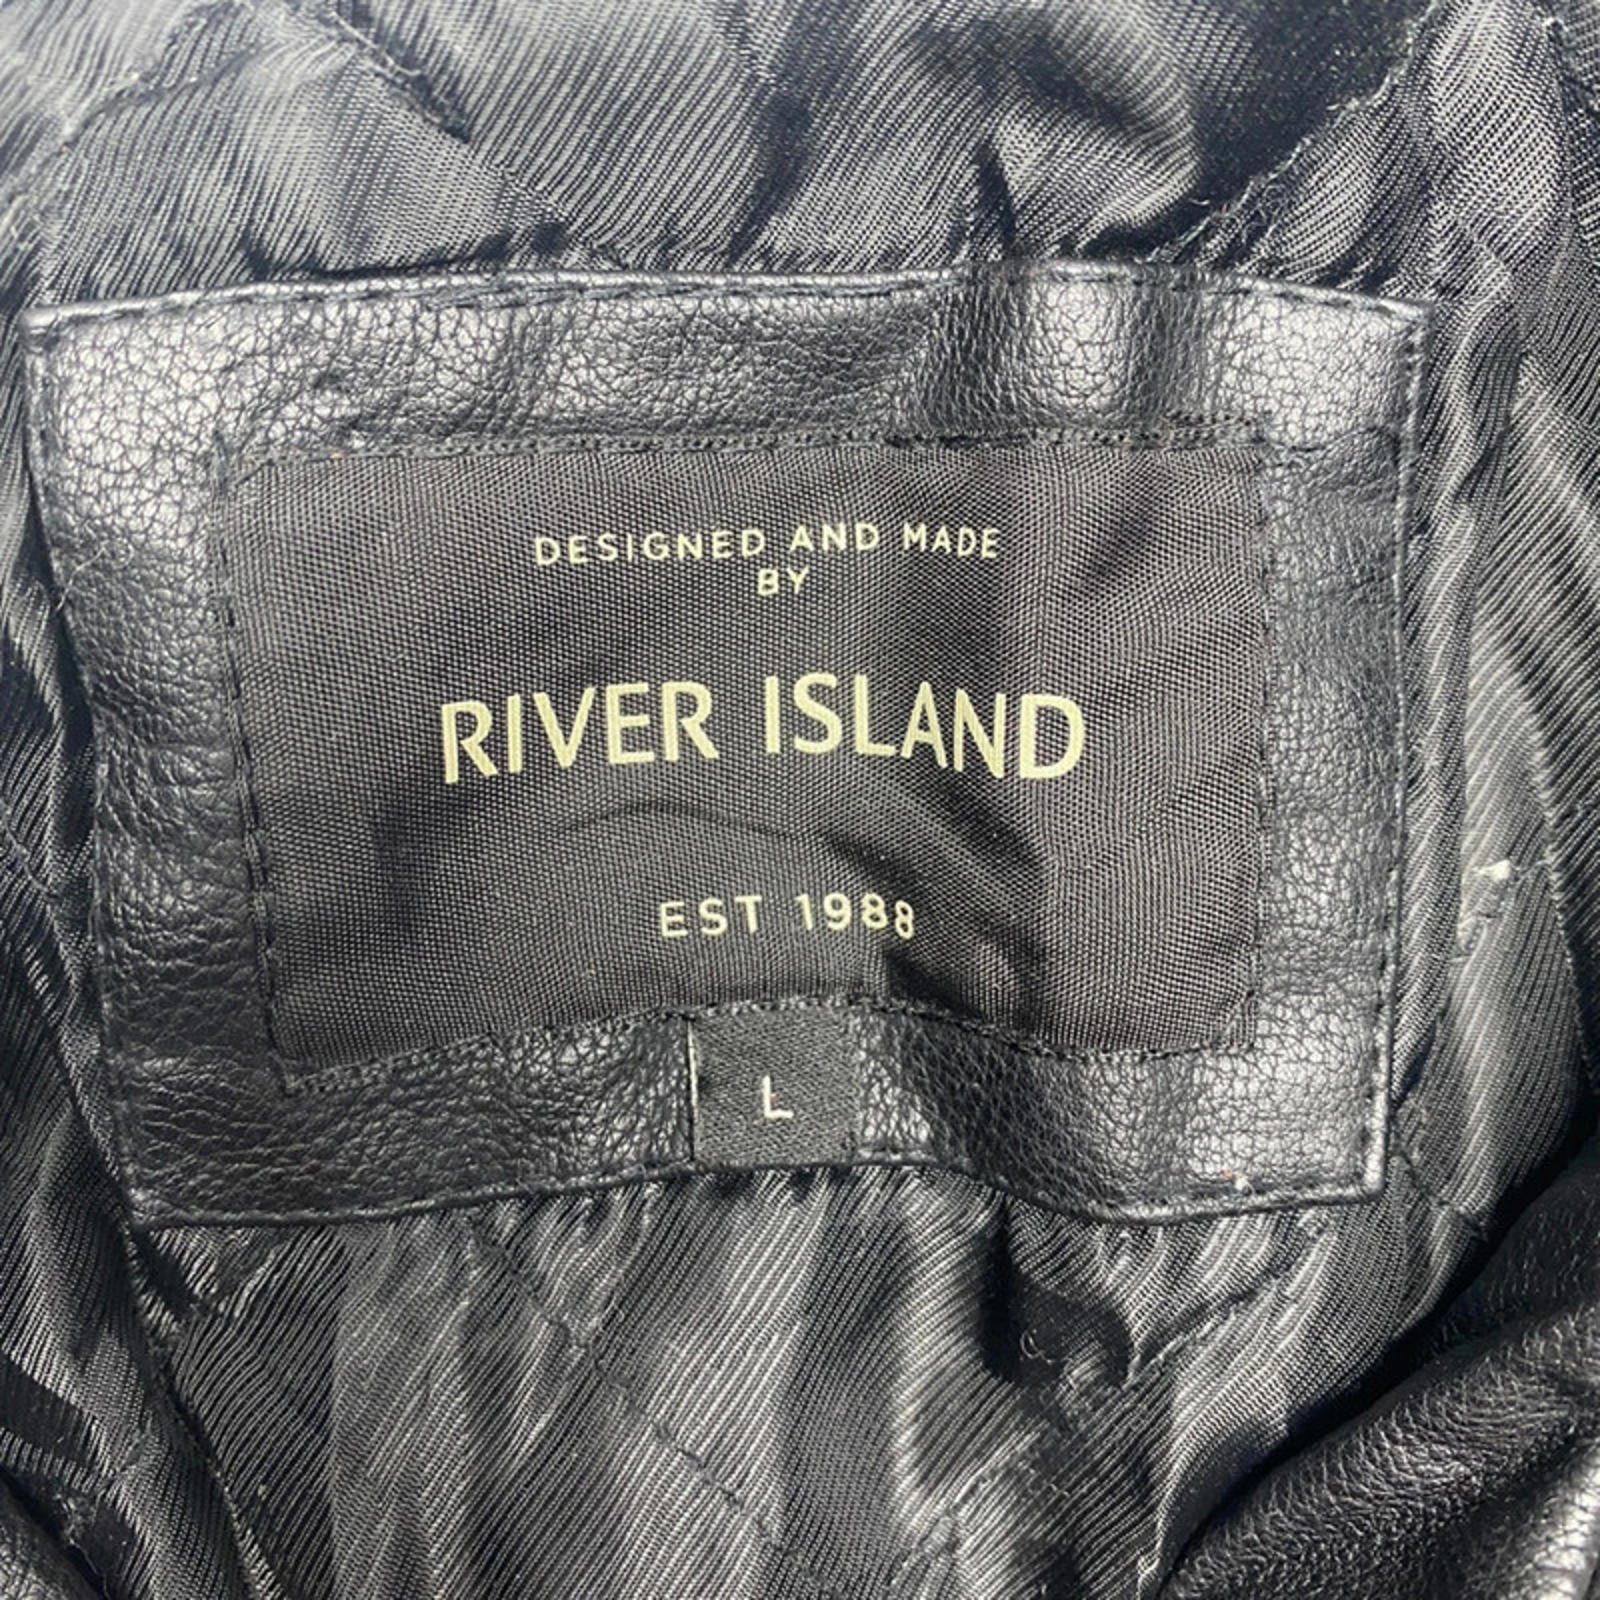 DESIGNED AND MADE
BY
RIVER ISLAND
EST 1988
L